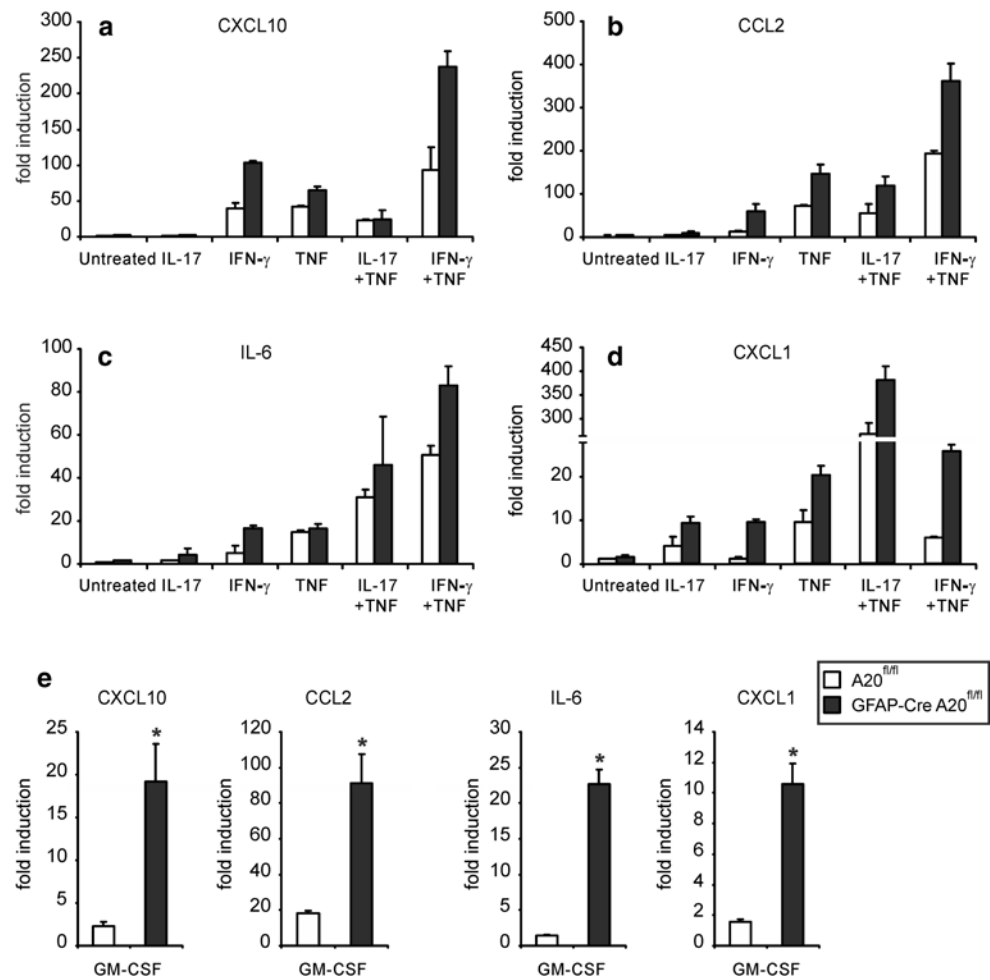 a CXCL10
300
250
200
150
100
50
0
fold induction
Untreated IL-17 IFN-γ TNF IL-17 IFN-γ
+TNF +TNF
b CCL2
500
400
300
200
100
0
fold induction
Untreated IL-17 IFN-γ TNF IL-17 IFN-γ
+TNF +TNF
c IL-6
100
80
60
40
20
0
fold induction
Untreated IL-17 IFN-γ TNF IL-17 IFN-γ
+TNF +TNF
d CXCL1
450
400
350
300
250
20
10
0
fold induction
Untreated IL-17 IFN-γ TNF IL-17 IFN-γ
+TNF +TNF
A20fl/fl
GFAP-Cre A20fl/fl
e
CXCL10
25
20
15
10
5
0
fold induction
*
GM-CSF
CCL2
120
100
80
60
40
20
0
fold induction
*
GM-CSF
IL-6
30
25
20
15
10
5
0
fold induction
*
GM-CSF
CXCL1
14
12
10
8
6
4
2
0
fold induction
*
GM-CSF